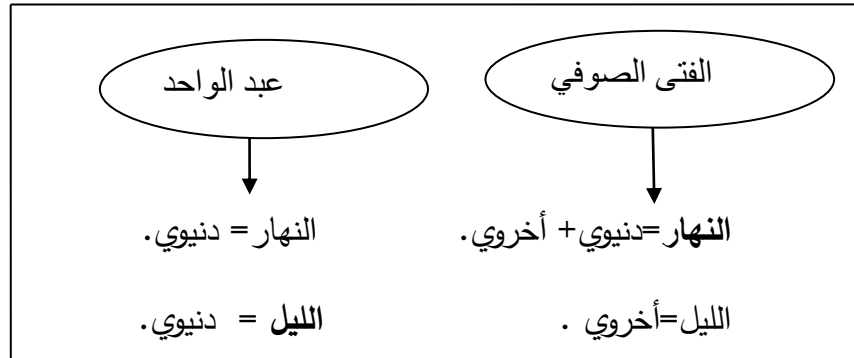 الفتى الصوفي
عبد الواحد
النهار=دنيوي+ أخروي.
النهار = دنيوي.
الليل=أخروي .
الليل = دنيوي.